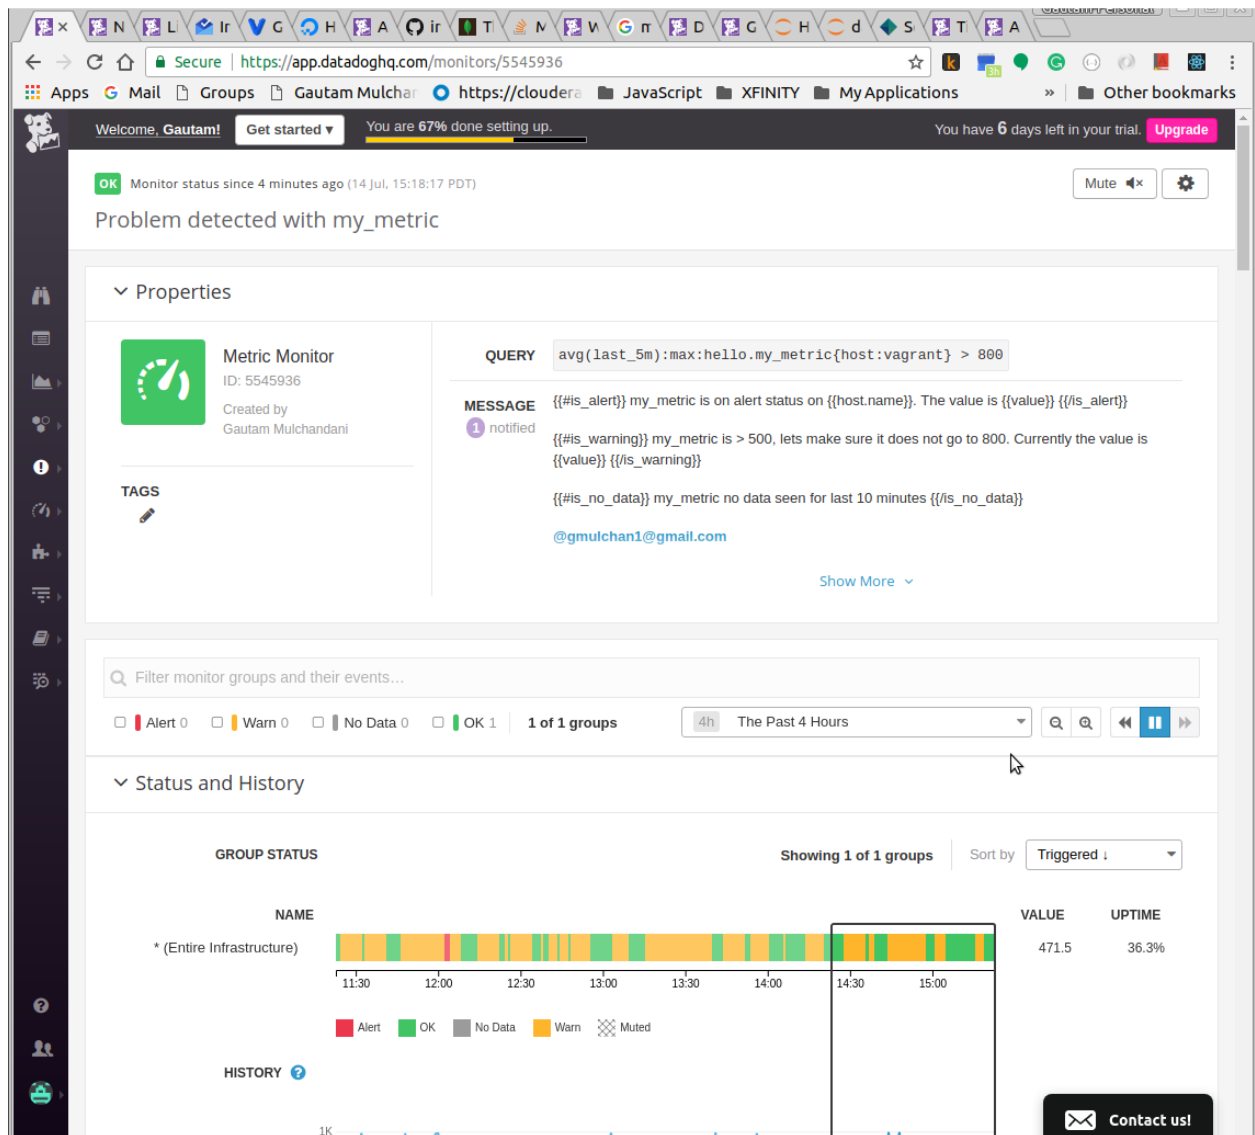 N L Ir G H A ir T M W G m D G H d S T A
Secure https://app.datadoghq.com/monitors/5545936
3h
Apps Mail Groups Gautam Mulchan https://cloudera JavaScript XFINITY My Applications » Other bookmarks
Welcome, Gautam! Get started ▾ You are 67% done setting up. You have 6 days left in your trial. Upgrade
OK Monitor status since 4 minutes ago (14 Jul, 15:18:17 PDT) Mute
Problem detected with my_metric
Properties
Metric Monitor
ID: 5545936
Created by
Gautam Mulchandani
TAGS
QUERY avg(last_5m):max:hello.my_metric{host:vagrant} > 800
MESSAGE {{#is_alert}} my_metric is on alert status on {{host.name}}. The value is {{value}} {{/is_alert}}
1 notified
{{#is_warning}} my_metric is > 500, lets make sure it does not go to 800. Currently the value is
{{value}} {{/is_warning}}
{{#is_no_data}} my_metric no data seen for last 10 minutes {{/is_no_data}}
@gmulchan1@gmail.com
Show More
Filter monitor groups and their events…
Alert 0 Warn 0 No Data 0 OK 1 1 of 1 groups 4h The Past 4 Hours
Status and History
GROUP STATUS Showing 1 of 1 groups Sort by Triggered ↓
NAME VALUE UPTIME
* (Entire Infrastructure) 471.5 36.3%
11:30 12:00 12:30 13:00 13:30 14:00 14:30 15:00
Alert OK No Data Warn Muted
HISTORY ?
Contact us!
1K